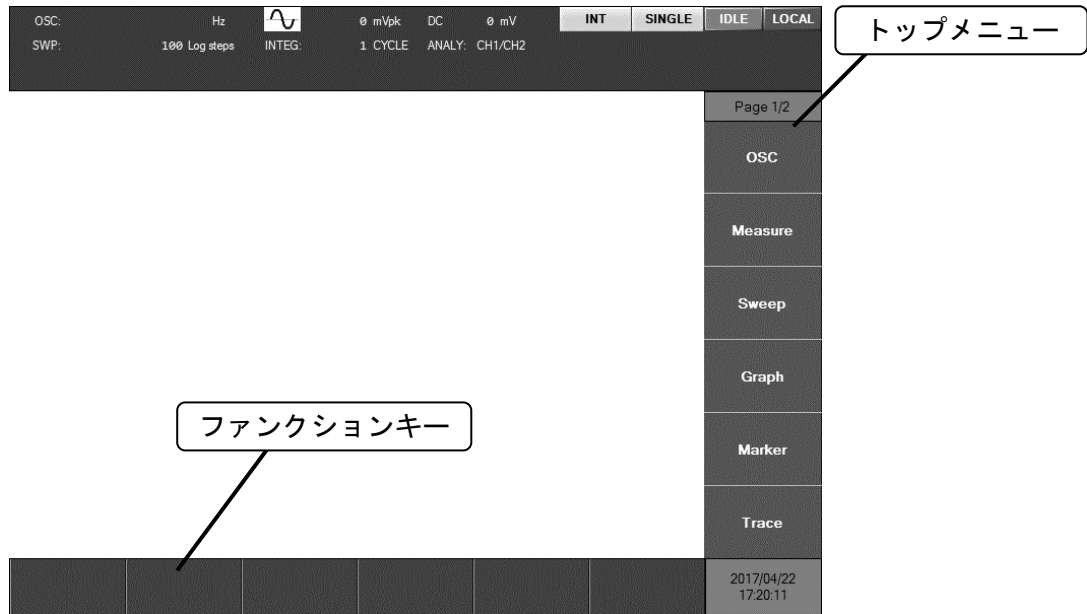 OSC: Hz 0 mVpk DC 0 mV INT SINGLE IDLE LOCAL
SWP: 100 Log steps INTEG: 1 CYCLE ANALY: CH1/CH2
トップメニュー
Page 1/2
OSC
Measure
Sweep
Graph
Marker
Trace
ファンクションキー
2017/04/22
17:20:11